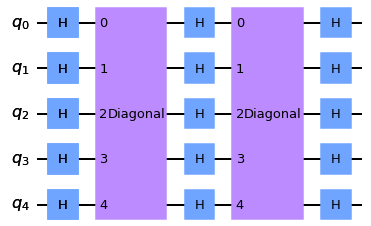 q0 H 0 H 0 H
q1 H 1 H 1 H
q2 H 2Diagonal H 2Diagonal H
q3 H 3 H 3 H
q4 H 4 H 4 H